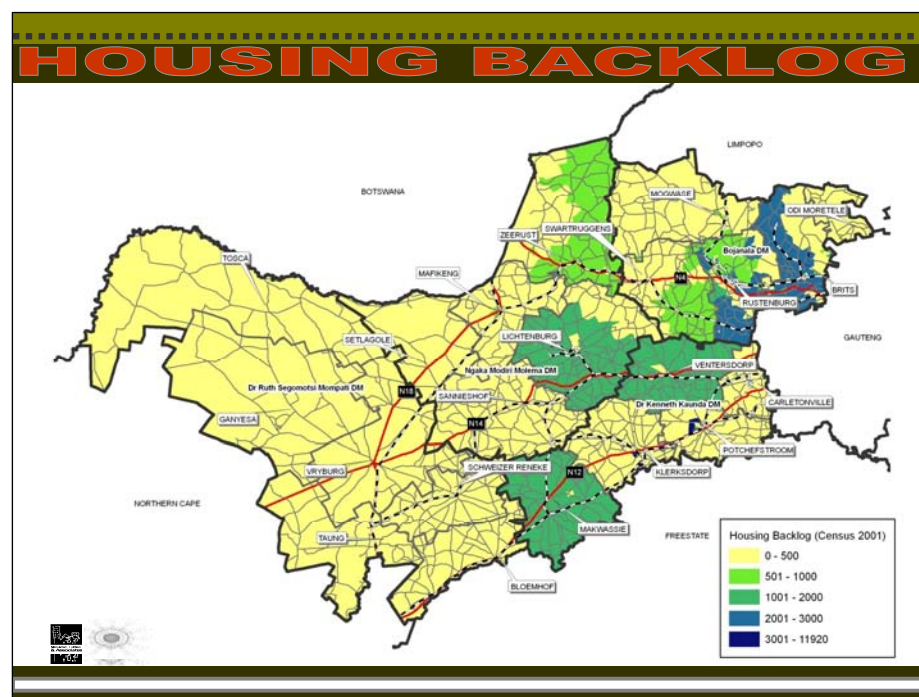 HOUSING BACKLOG
LIMPOPO
BOTSWANA
MOGWASE
ODI MORETELE
SWARTRUGGENS
ZEERUST
Bojanala DM
TOSCA
MAFIKENG
N4
BRITS
RUSTENBURG
LICHTENBURG
SETLAGOLE
GAUTENG
VENTERSDORP
Ngaka Modiri Molema DM
Dr Ruth Segomotsi Mompati DM
N18
SANNIESHOF
Dr Kenneth Kaunda DM
CARLETONVILLE
GANYESA
N14
POTCHEFSTROOM
SCHWEIZER RENEKE
VRYBURG
N12
KLERKSDORP
NORTHERN CAPE
MAKWASSIE
FREESTATE
TAUNG
BLOEMHOF
Housing Backlog (Census 2001)
0 - 500
501 - 1000
1001 - 2000
2001 - 3000
3001 - 11920